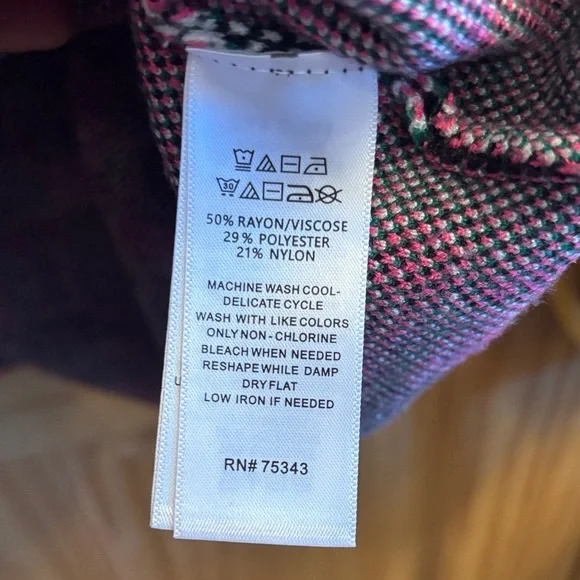 30
50% RAYON/VISCOSE
29% POLYESTER
21% NYLON
MACHINE WASH COOL-
DELICATE CYCLE
WASH WITH LIKE COLORS
ONLY NON-CHLORINE
BLEACH WHEN NEEDED
RESHAPE WHILE DAMP
DRY FLAT
LOW IRON IF NEEDED
RN# 75343